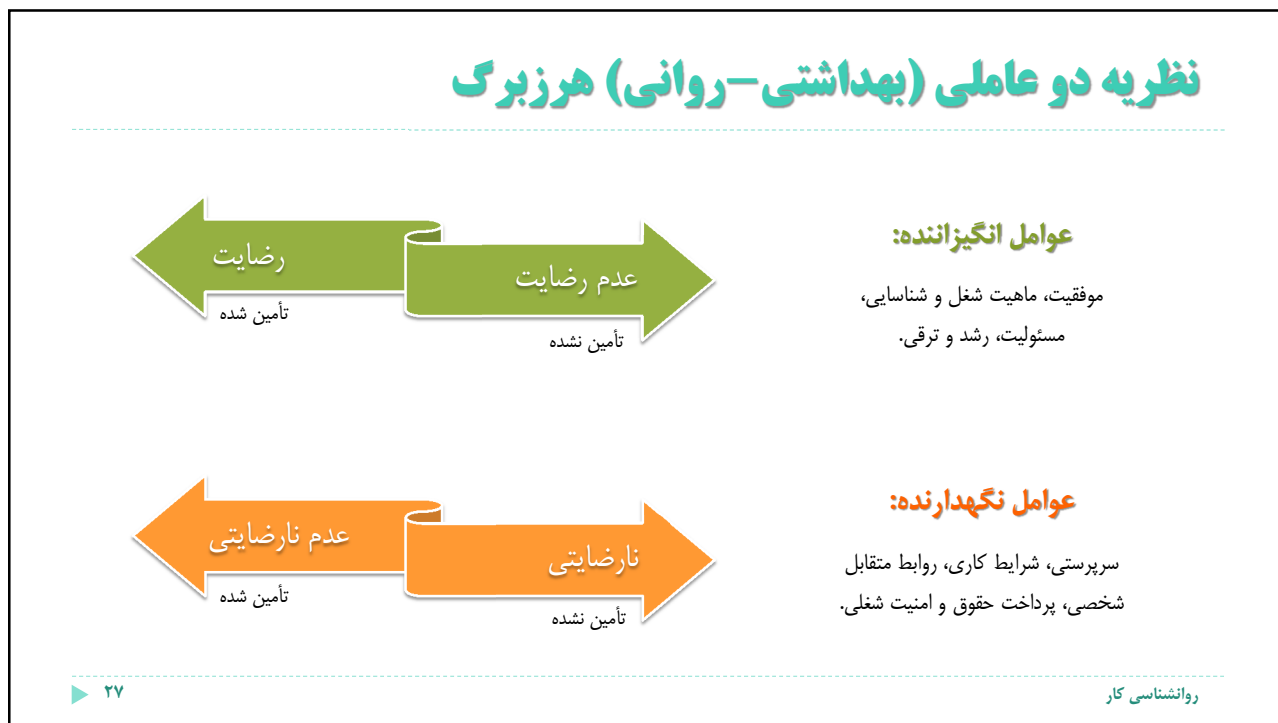 نظریه دو عاملی (بهداشتی-روانی) هرزبرگ
عوامل انگیزاننده:
موفقیت، ماهیت شغل و شناسایی،
مسئولیت، رشد و ترقی.
عدم رضایت
تأمین نشده
رضایت
تأمین شده
عوامل نگهدارنده:
سرپرستی، شرایط کاری، روابط متقابل
شخصی، پرداخت حقوق و امنیت شغلی.
نارضایتی
تأمین نشده
عدم نارضایتی
تأمین شده
روانشناسی کار
۲۷